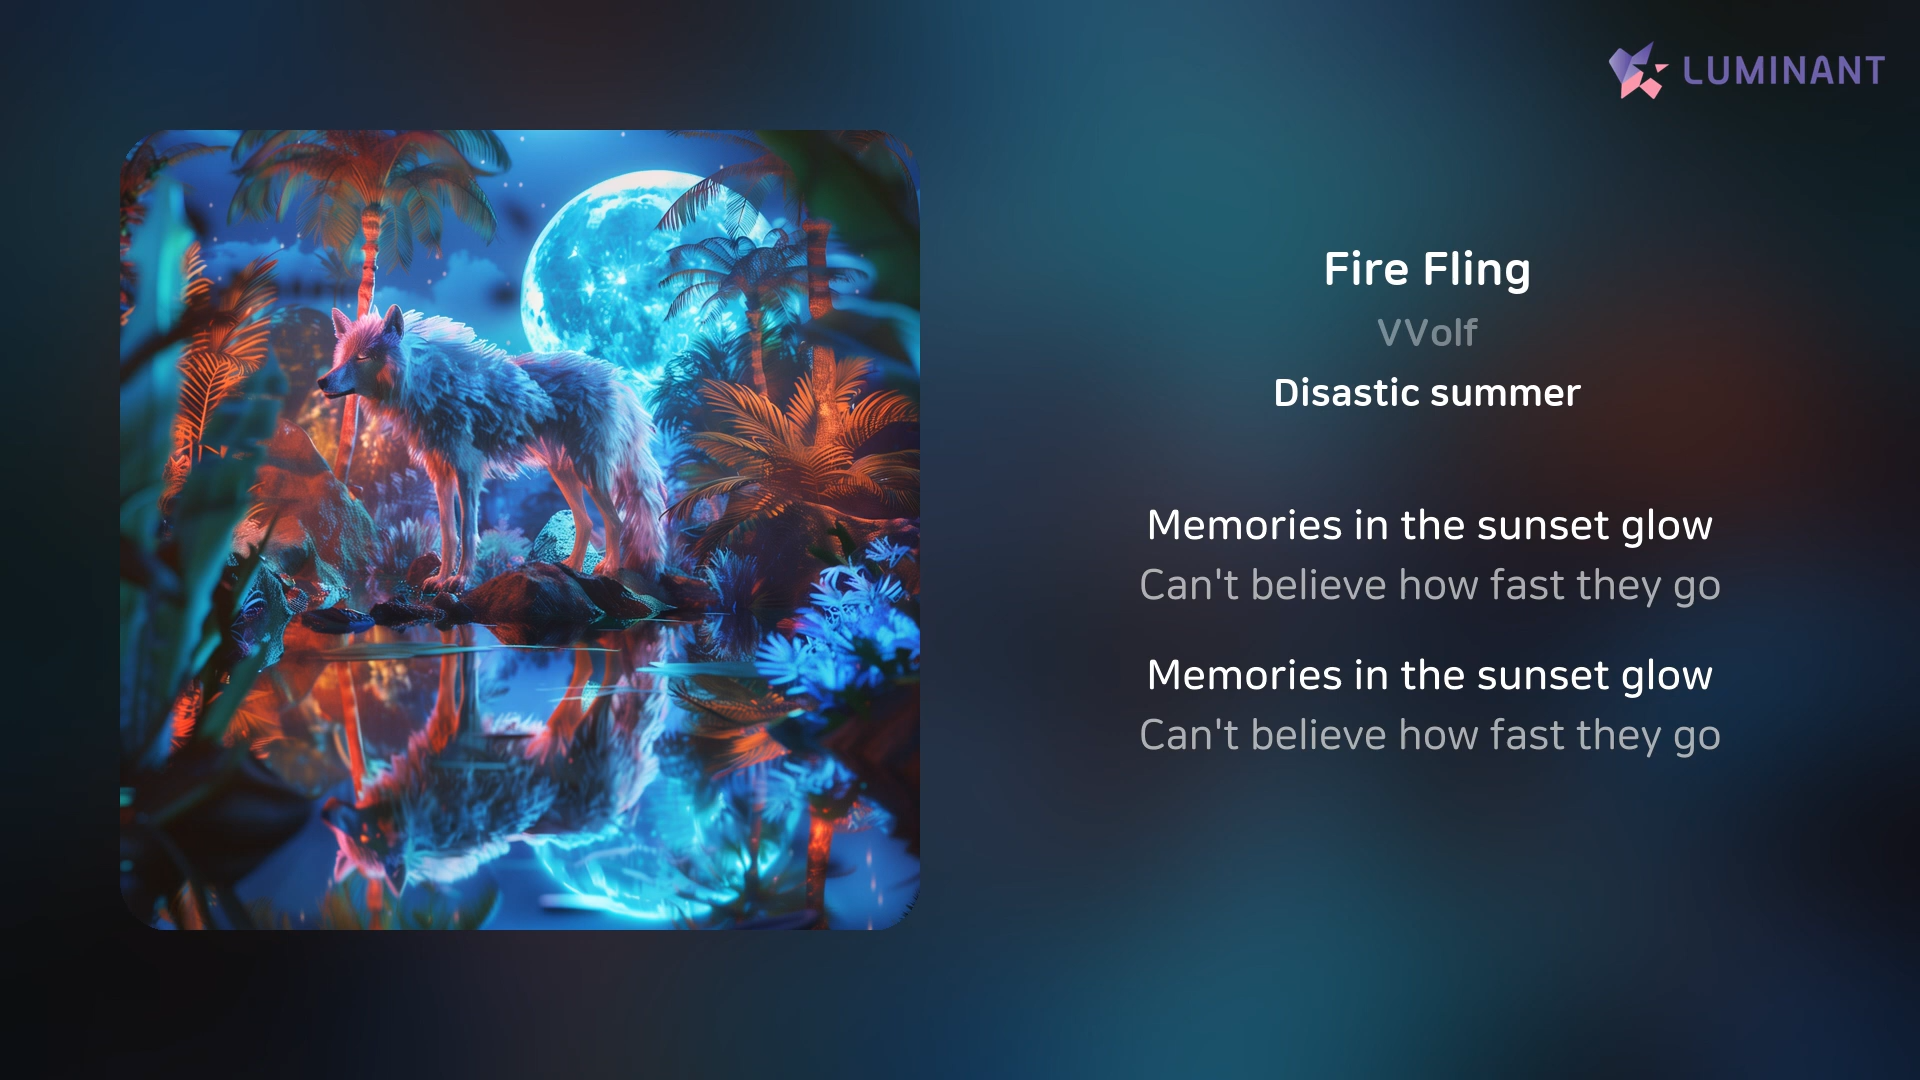 LUMINANT
Fire Fling
VVolf
Disastic summer
Memories in the sunset glow
Can't believe how fast they go
Memories in the sunset glow
Can't believe how fast they go